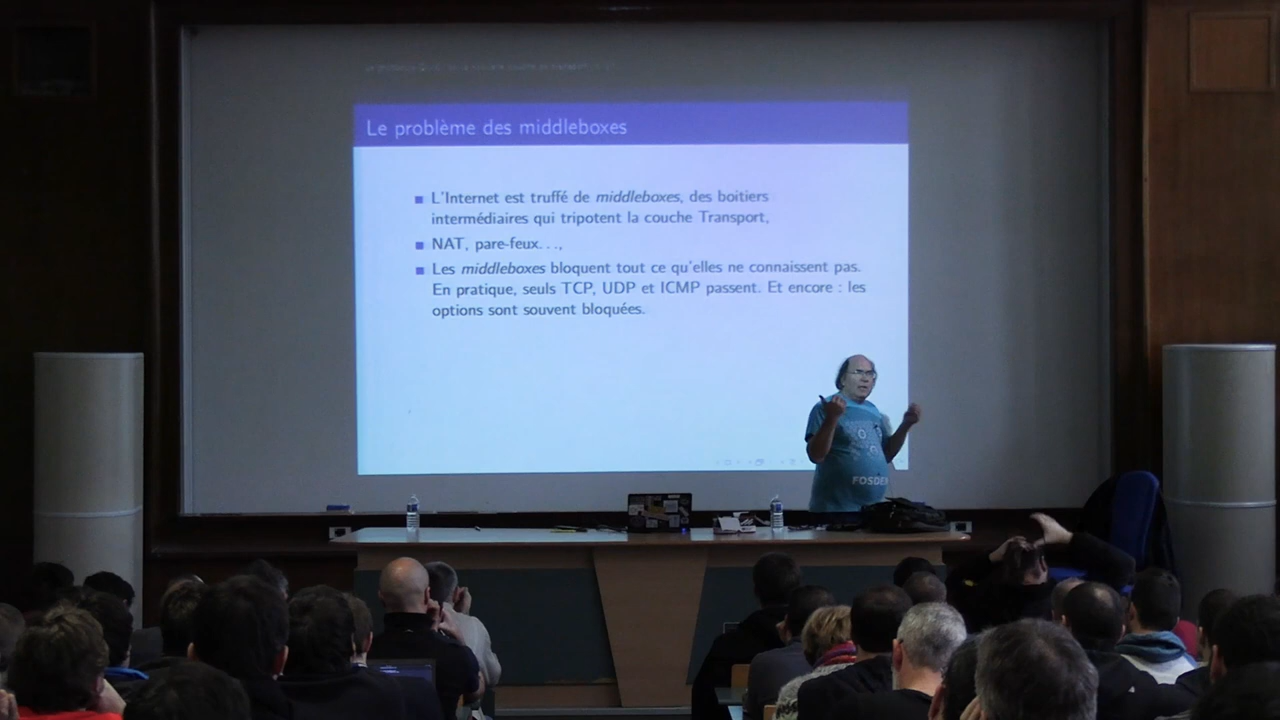 Le problème des middleboxes
L'Internet est truffé de middleboxes, des boitiers
intermédiaires qui tripotent la couche Transport,
NAT, pare-feux...,
Les middleboxes bloquent tout ce qu'elles ne connaissent pas.
En pratique, seuls TCP, UDP et ICMP passent. Et encore : les
options sont souvent bloquées.
FOSDEM